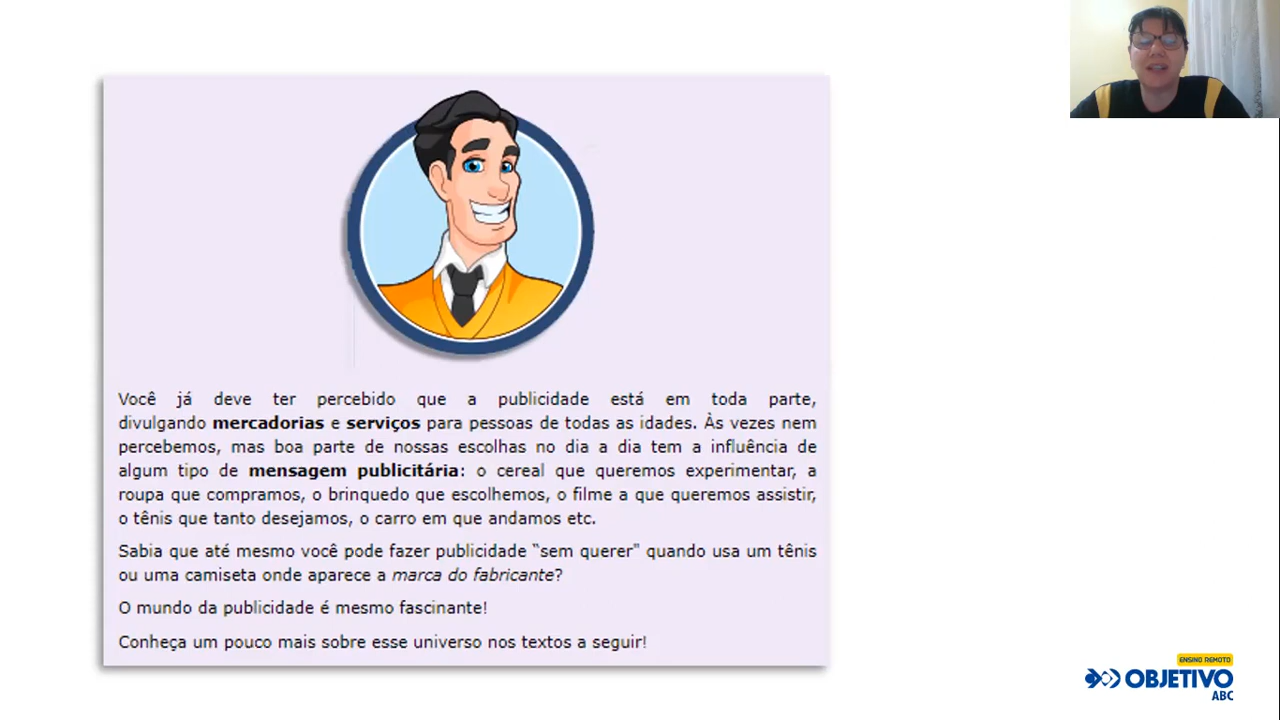 Você já deve ter percebido que a publicidade está em toda parte,
divulgando mercadorias e serviços para pessoas de todas as idades. Às vezes nem
percebemos, mas boa parte de nossas escolhas no dia a dia tem a influência de
algum tipo de mensagem publicitária: o cereal que queremos experimentar, a
roupa que compramos, o brinquedo que escolhemos, o filme a que queremos assistir,
o tênis que tanto desejamos, o carro em que andamos etc.
Sabia que até mesmo você pode fazer publicidade “sem querer" quando usa um tênis
ou uma camiseta onde aparece a marca do fabricante?
O mundo da publicidade é mesmo fascinante!
Conheça um pouco mais sobre esse universo nos textos a seguir!
ENSINO REMOTO
OBJETIVO
ABC